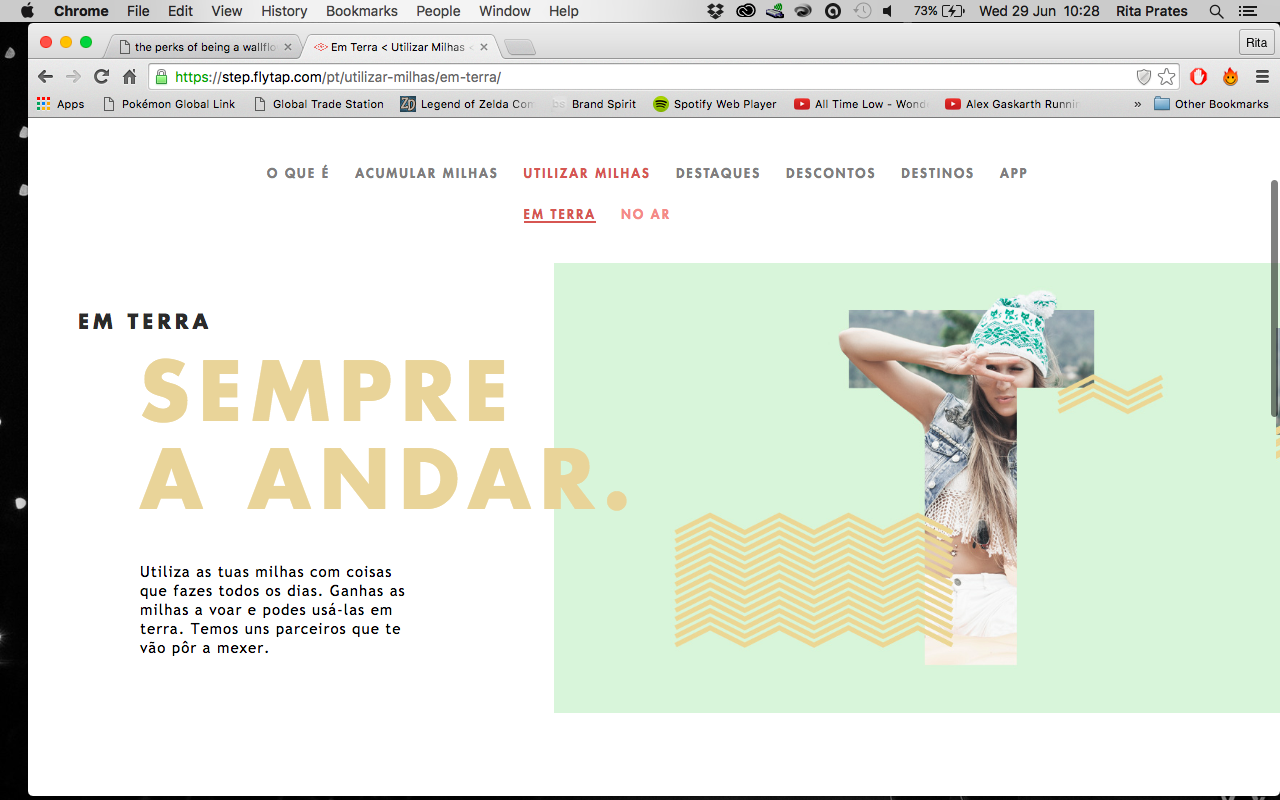 Chrome File Edit View History Bookmarks People Window Help 73% Wed 29 Jun 10:28 Rita Prates
the perks of being a wallflo
Em Terra < Utilizar Milhas <
Rita
https://step.flytap.com/pt/utilizar-milhas/em-terra/
Apps Pokémon Global Link Global Trade Station Legend of Zelda Com bs Brand Spirit Spotify Web Player All Time Low - Wond Alex Gaskarth Runnin » Other Bookmarks
O QUE É ACUMULAR MILHAS UTILIZAR MILHAS DESTAQUES DESCONTOS DESTINOS APP
EM TERRA NO AR
EM TERRA
SEMPRE
A ANDAR.
Utiliza as tuas milhas com coisas
que fazes todos os dias. Ganhas as
milhas a voar e podes usá-las em
terra. Temos uns parceiros que te
vão pôr a mexer.